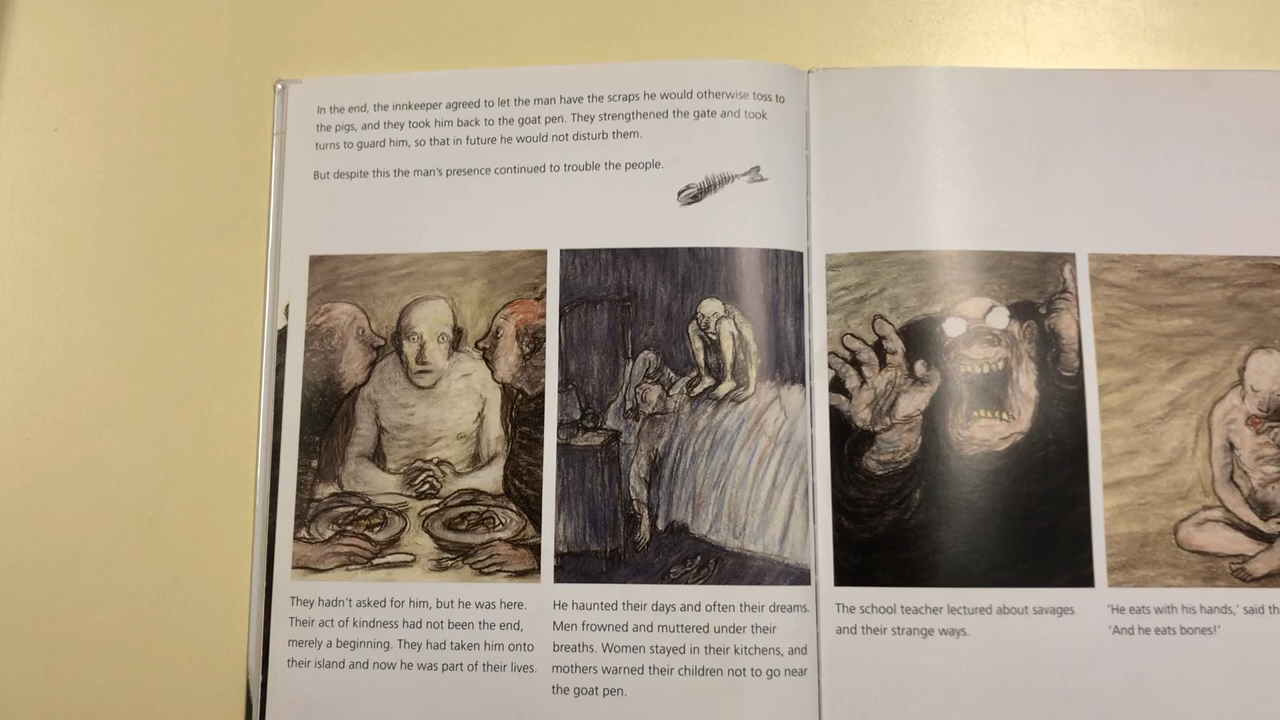 In the end, the innkeeper agreed to let the man have the scraps he would otherwise toss to
the pigs, and they took him back to the goat pen. They strengthened the gate and took
turns to guard him, so that in future he would not disturb them.
But despite this the man's presence continued to trouble the people.
They hadn't asked for him, but he was here.
Their act of kindness had not been the end,
merely a beginning. They had taken him onto
their island and now he was part of their lives.
He haunted their days and often their dreams.
Men frowned and muttered under their
breaths. Women stayed in their kitchens, and
mothers warned their children not to go near
the goat pen.
The school teacher lectured about savages
and their strange ways.
'He eats with his hands,' said
'And he eats bones!'